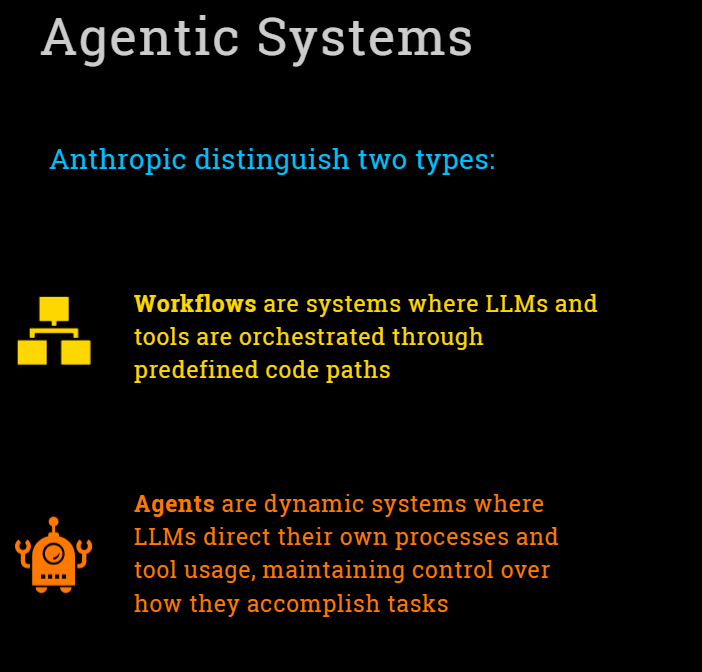 Agentic Systems
Anthropic distinguish two types:
Workflows are systems where LLMs and
tools are orchestrated through
predefined code paths
Agents are dynamic systems where
LLMs direct their own processes and
tool usage, maintaining control over
how they accomplish tasks